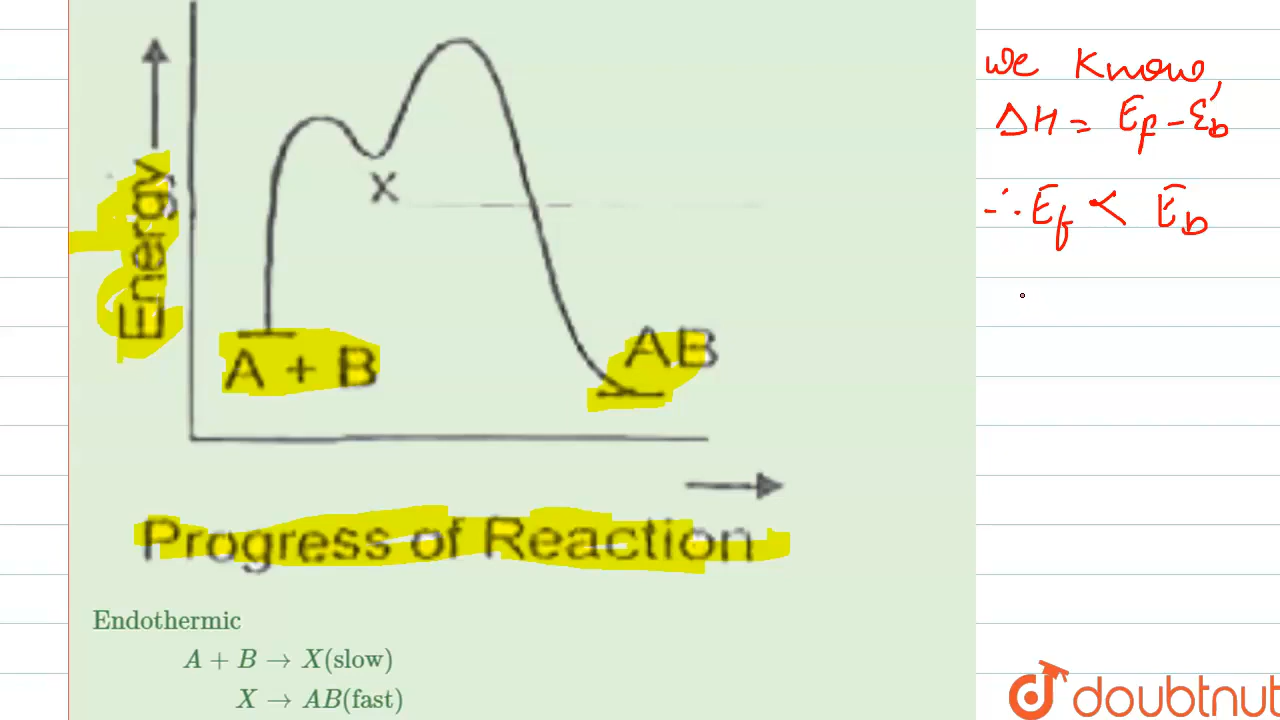 Energy
X
A + B
AB
Progress of Reaction
Endothermic
A + B → X(slow)
X → AB(fast)
We know,
ΔH = Ef - Eb
∴ Ef < Eb
doubtnut